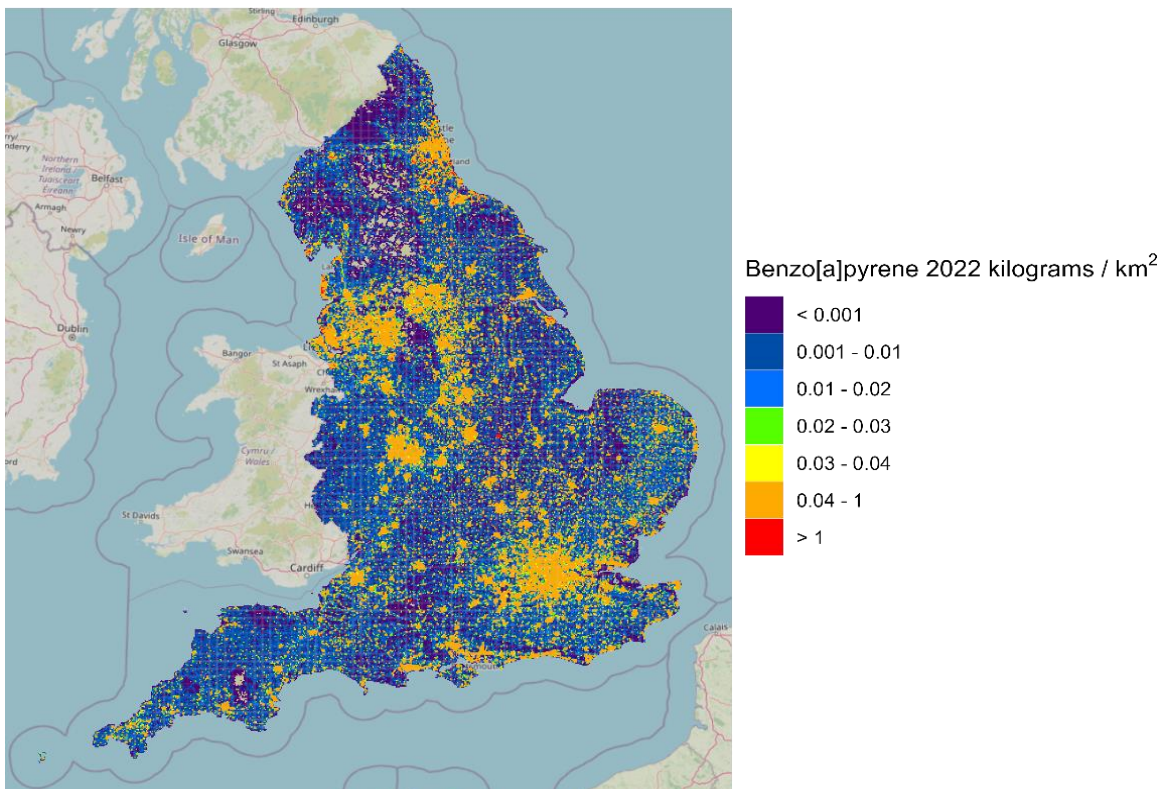 Stirling
Edinburgh
Glasgow
Northern
Ireland /
Tuaisceart
Éireann
Belfast
Armagh
Newry
Isle of Man
Dublin
Bangor
St Asaph
Wrexham
Cymru /
Wales
St Davids
Swansea
Cardiff
Calais
Benzo[a]pyrene 2022 kilograms / km²
< 0.001
0.001 - 0.01
0.01 - 0.02
0.02 - 0.03
0.03 - 0.04
0.04 - 1
> 1